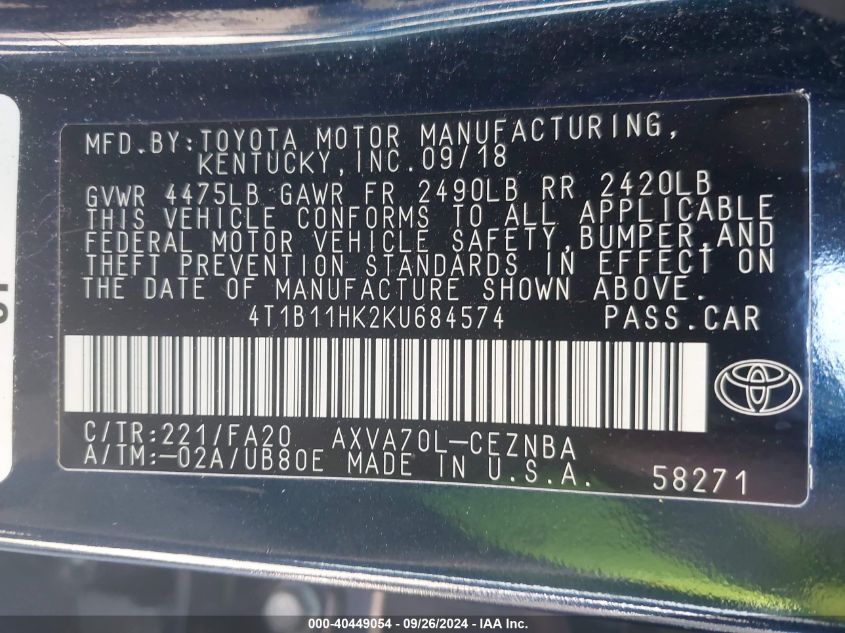 MFD.BY:TOYOTA MOTOR MANUFACTURING,
KENTUCKY,INC.09/18
GVWR 4475LB GAWR FR 2490LB RR 2420LB
THIS VEHICLE CONFORMS TO ALL APPLICABLE
FEDERAL MOTOR VEHICLE SAFETY,BUMPER,AND
THEFT PREVENTION STANDARDS IN EFFECT ON
THE DATE OF MANUFACTURE SHOWN ABOVE.
4T1B11HK2KU684574 PASS.CAR
C/TR:221/FA20 AXVA70L-CEZNBA
A/TM:-02A/UB80E MADE IN U.S.A. 58271
000-40449054 - 09/26/2024 - IAA Inc.